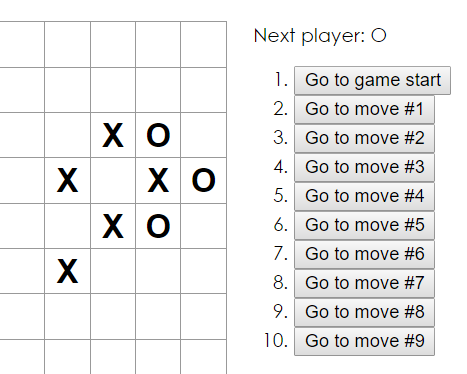 Next player: O
1. Go to game start
2. Go to move #1
3. Go to move #2
4. Go to move #3
5. Go to move #4
6. Go to move #5
7. Go to move #6
8. Go to move #7
9. Go to move #8
10. Go to move #9
X O
X X O
X O
X